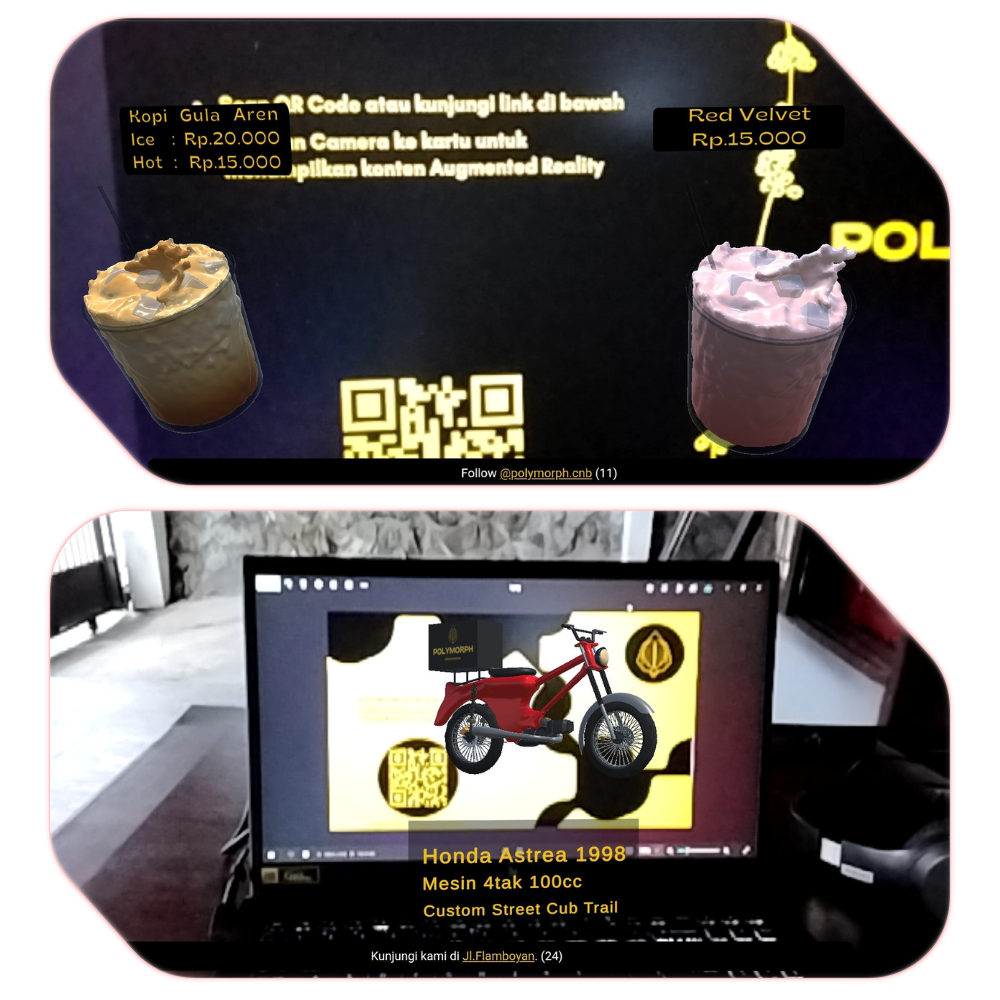 QR Code atau kunjungi link di bawah
Kopi Gula Aren
Ice : Rp.20.000
Hot : Rp.15.000
Camera ke kartu untuk
konten Augmented Reality
Red Velvet
Rp.15.000
POL
Follow @polymorph.cnb (11)
POLYMORPH
Honda Astrea 1998
Mesin 4tak 100cc
Custom Street Cub Trail
Kunjungi kami di Jl.Flamboyan. (24)